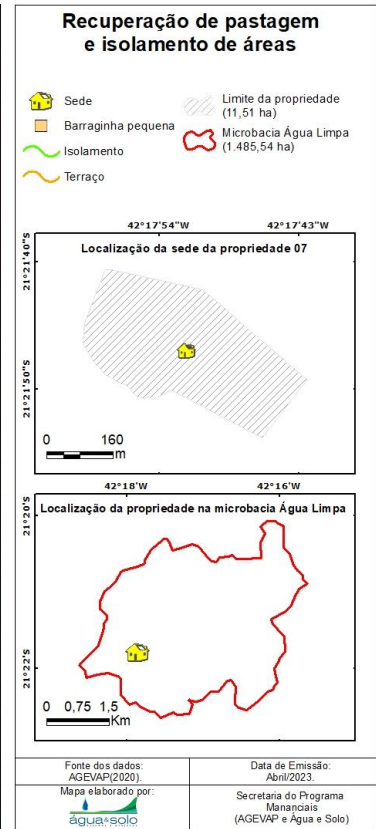 Recuperação de pastagem
e isolamento de áreas
Sede
Barraginha pequena
Isolamento
Terraço
Limite da propriedade
(11,51 ha)
Microbacia Água Limpa
(1.485,54 ha)
42°17'54"W
42°17'43"W
21°21'40"S
21°21'50"S
Localização da sede da propriedade 07
0
160
m
42°18'W
42°16'W
21°20'S
21°22'S
Localização da propriedade na microbacia Água Limpa
0
0,75
1,5
Km
Fonte dos dados:
AGEVAP(2020).
Data de Emissão:
Abril/2023.
Mapa elaborado por:
água&solo
Secretaria do Programa
Mananciais
(AGEVAP e Água e Solo)